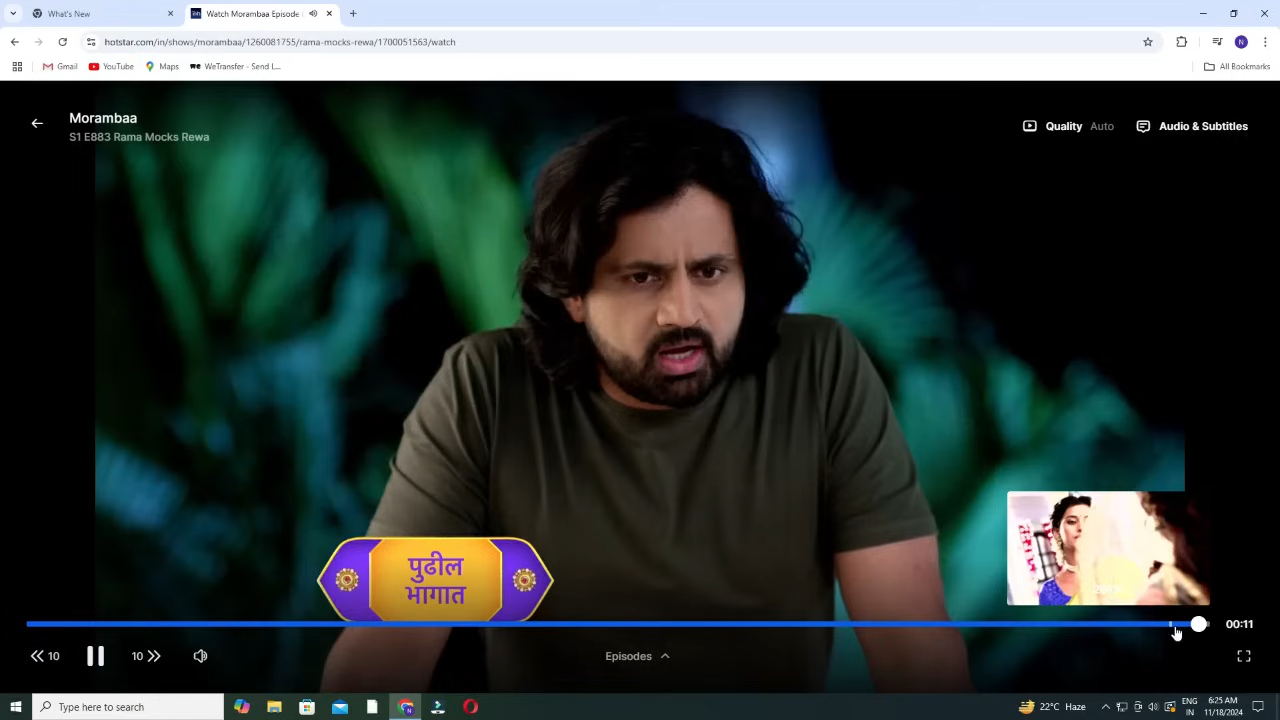 What's New
Watch Morambaa Episode
hotstar.com/in/shows/morambaa/1260081755/rama-mocks-rewa/1700051563/watch
Gmail
YouTube
Maps
WeTransfer - Send L...
All Bookmarks
Morambaa
S1 E883 Rama Mocks Rewa
Quality Auto
Audio & Subtitles
पुढील
भागात
00:11
10
10
Episodes
Type here to search
22°C Haze
ENG
IN
6:25 AM
11/18/2024